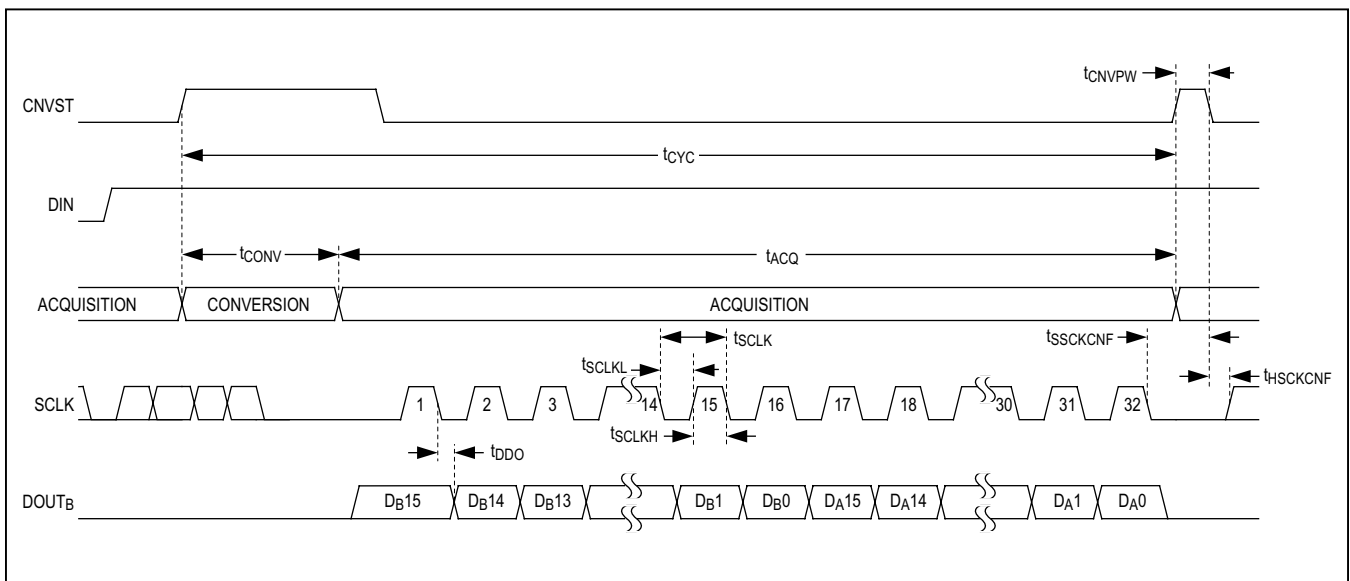 tCNVPW
CNVST
tCYC
DIN
tCONV tACQ
ACQUISITION CONVERSION ACQUISITION
tSCLK tSSCKCNF
tSCLKL tHSCKCNF
SCLK 1 2 3 14 15 16 17 18 30 31 32
tSCLKH
tDDO
DOUTB DB15 DB14 DB13 DB1 DB0 DA15 DA14 DA1 DA0